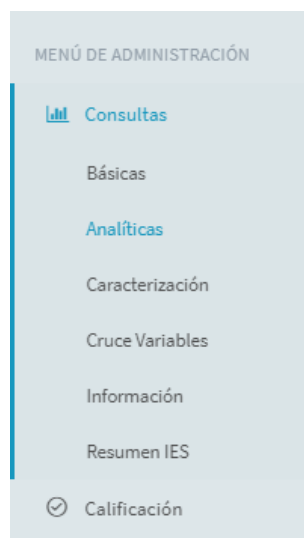 MENÚ DE ADMINISTRACIÓN
Consultas
Básicas
Analíticas
Caracterización
Cruce Variables
Información
Resumen IES
Calificación